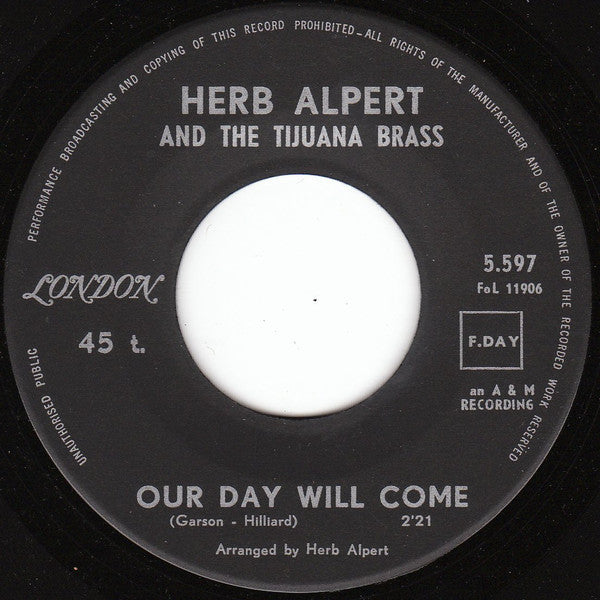 PERFORMANCE BROADCASTING AND COPYING OF THIS RECORD PROHIBITED-ALL RIGHTS OF THE MANUFACTURER AND OF THE OWNER OF THE RECORDED WORK RESERVED
UNAUTHORISED PUBLIC
HERB ALPERT
AND THE TIJUANA BRASS
LONDON
45 t.
5.597
FoL 11906
F.DAY
an A & M
RECORDING
OUR DAY WILL COME
(Garson - Hilliard) 2'21
Arranged by Herb Alpert